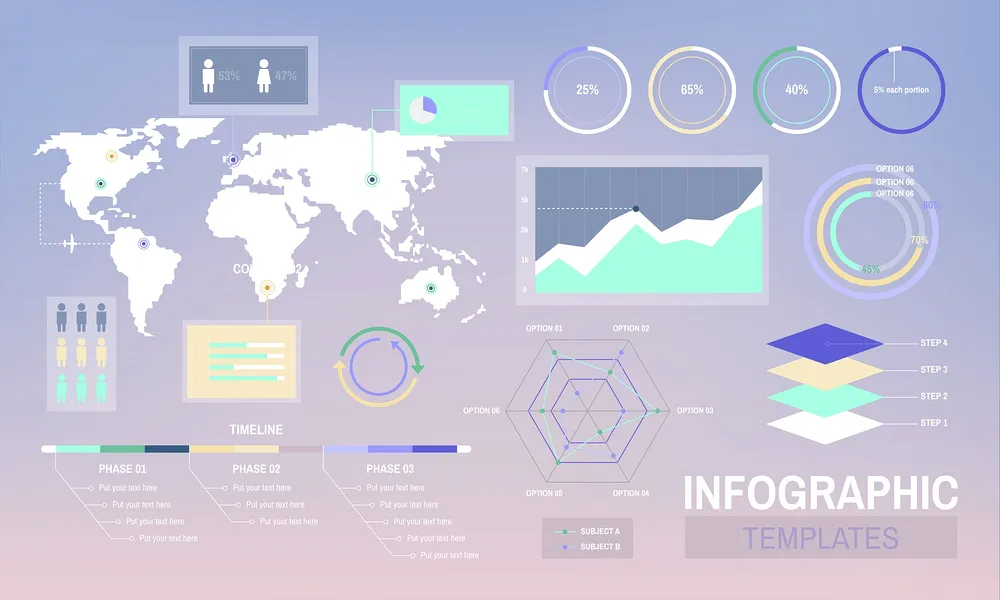 53%
47%
25%
65%
40%
5% each portion
7k
5k
3k
1k
0
OPTION 06
OPTION 06
OPTION 06
80%
70%
45%
OPTION 01
OPTION 02
OPTION 03
OPTION 04
OPTION 05
OPTION 06
SUBJECT A
SUBJECT B
STEP 4
STEP 3
STEP 2
STEP 1
TIMELINE
PHASE 01
Put your text here
Put your text here
Put your text here
Put your text here
PHASE 02
Put your text here
Put your text here
Put your text here
PHASE 03
Put your text here
Put your text here
Put your text here
Put your text here
Put your text here
INFOGRAPHIC
TEMPLATES